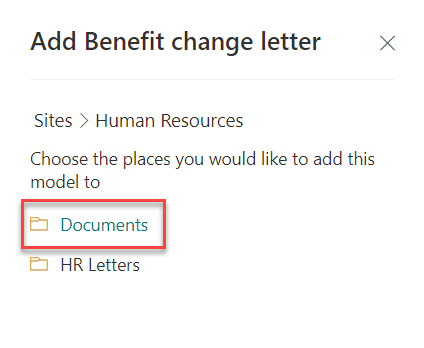 Add Benefit change letter
Sites > Human Resources
Choose the places you would like to add this
model to
Documents
HR Letters